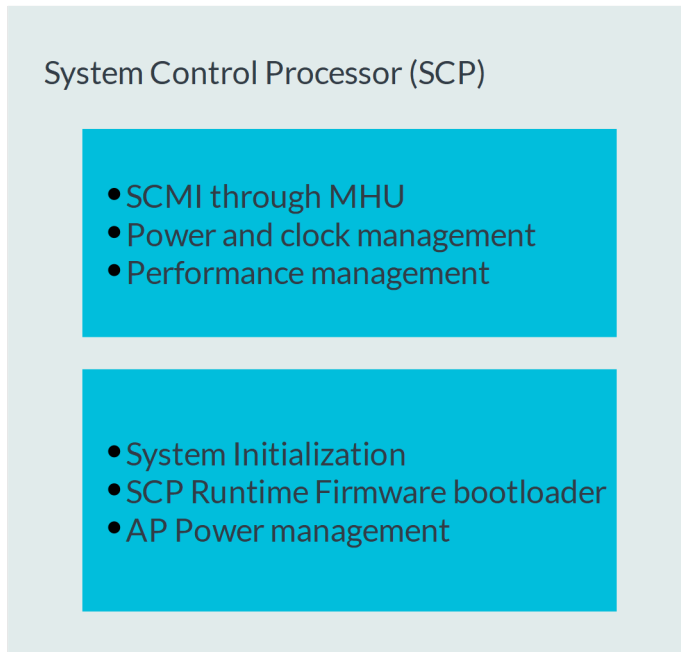 System Control Processor (SCP)
•SCMI through MHU
•Power and clock management
•Performance management
•System Initialization
•SCP Runtime Firmware bootloader
•AP Power management